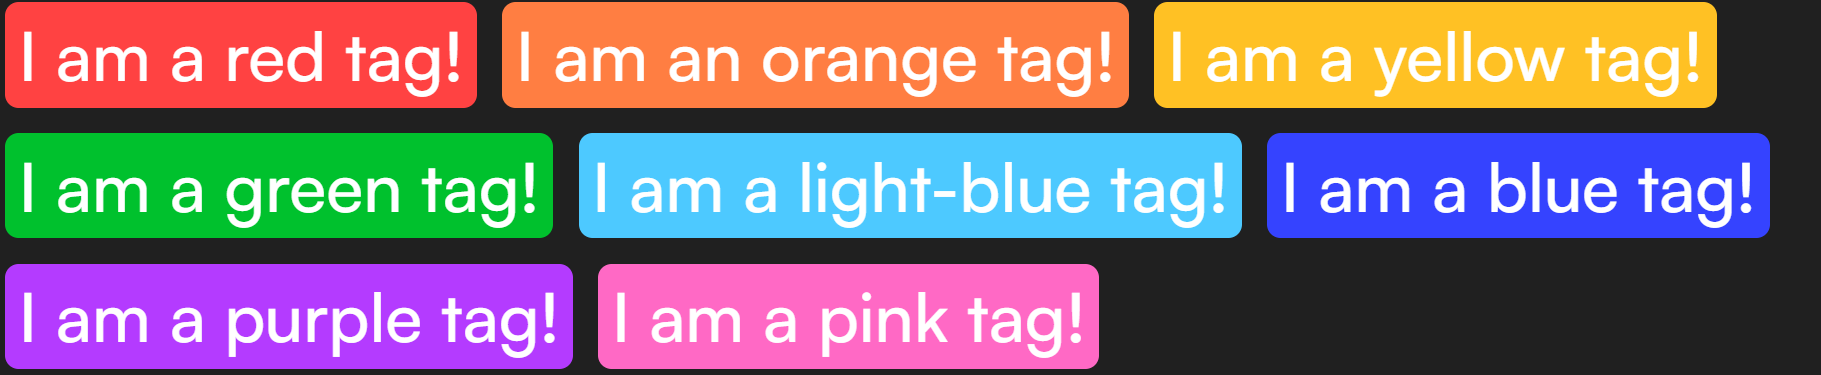 I am a red tag! I am an orange tag! I am a yellow tag!
I am a green tag! I am a light-blue tag! I am a blue tag!
I am a purple tag! I am a pink tag!